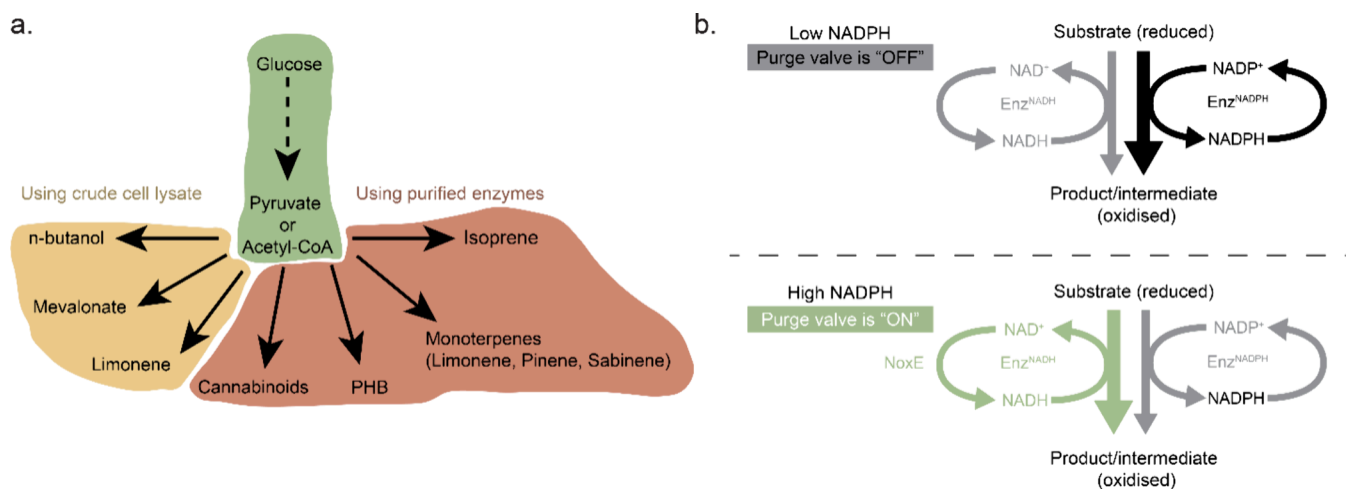 a.
Glucose
Using crude cell lysate
Using purified enzymes
Pyruvate
or
Acetyl-CoA
n-butanol
Isoprene
Mevalonate
Monoterpenes
(Limonene, Pinene, Sabinene)
Limonene
Cannabinoids
PHB
b.
Low NADPH
Purge valve is “OFF”
Substrate (reduced)
NAD⁺
NADP⁺
Enzᴺᴬᴰᴴ
Enzᴺᴬᴰᴾᴴ
NADH
NADPH
Product/intermediate
(oxidised)
High NADPH
Purge valve is “ON”
Substrate (reduced)
NAD⁺
NADP⁺
NoxE
Enzᴺᴬᴰᴴ
Enzᴺᴬᴰᴾᴴ
NADH
NADPH
Product/intermediate
(oxidised)